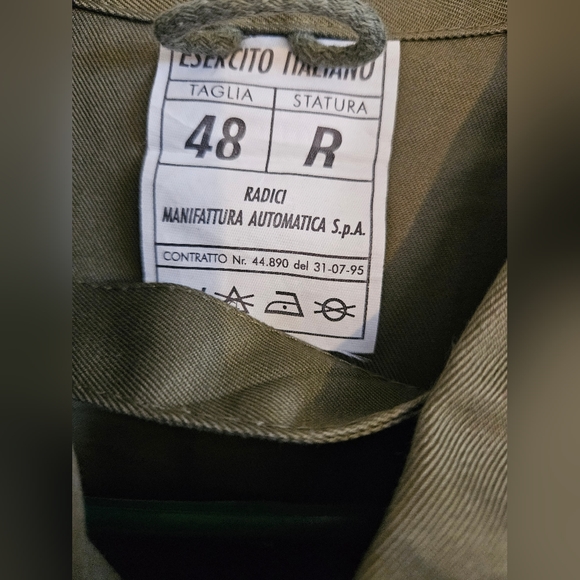 ESERCITO ITALIANO
TAGLIA
STATURA
48
R
RADICI
MANIFATTURA AUTOMATICA S.p.A.
CONTRATTO Nr. 44.890 del 31-07-95